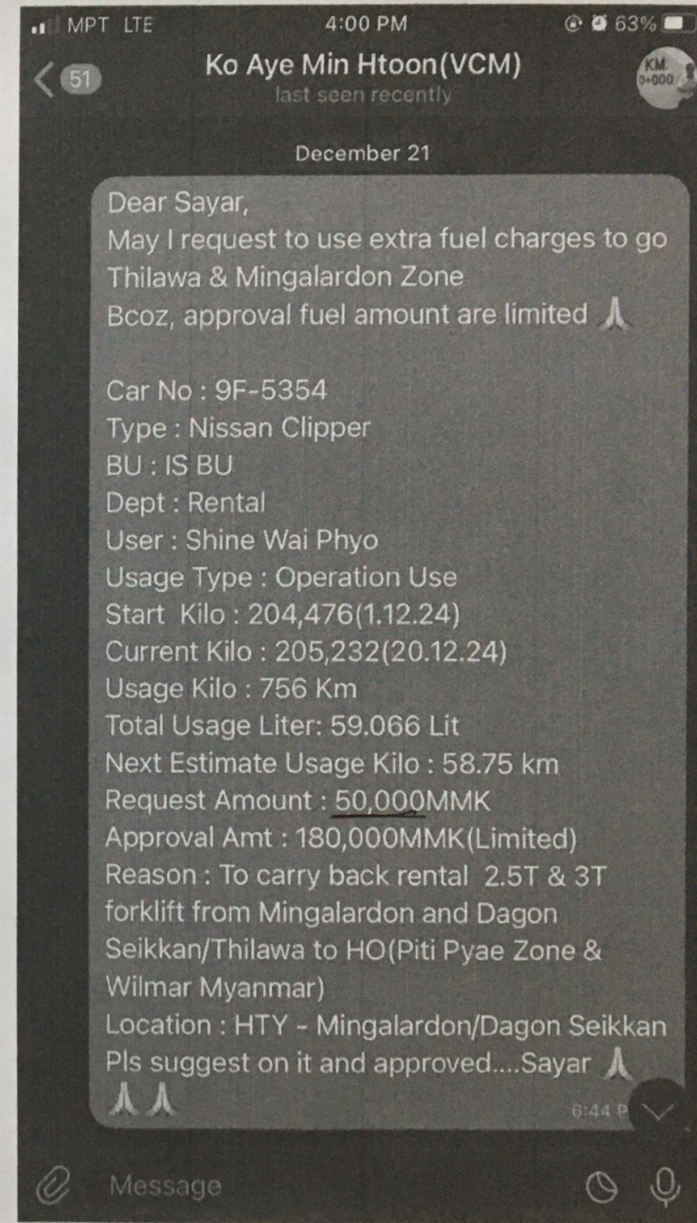 MPT LTE 4:00 PM 63%
51 Ko Aye Min Htoon(VCM)
last seen recently
KM:
0+000
December 21
Dear Sayar,
May I request to use extra fuel charges to go
Thilawa & Mingalardon Zone
Bcoz, approval fuel amount are limited 🙏
Car No : 9F-5354
Type : Nissan Clipper
BU : IS BU
Dept : Rental
User : Shine Wai Phyo
Usage Type : Operation Use
Start Kilo : 204,476(1.12.24)
Current Kilo : 205,232(20.12.24)
Usage Kilo : 756 Km
Total Usage Liter: 59.066 Lit
Next Estimate Usage Kilo : 58.75 km
Request Amount : 50,000MMK
Approval Amt : 180,000MMK(Limited)
Reason : To carry back rental 2.5T & 3T
forklift from Mingalardon and Dagon
Seikkan/Thilawa to HO(Piti Pyae Zone &
Wilmar Myanmar)
Location : HTY - Mingalardon/Dagon Seikkan
Pls suggest on it and approved....Sayar 🙏
🙏🙏
6:44 P
Message